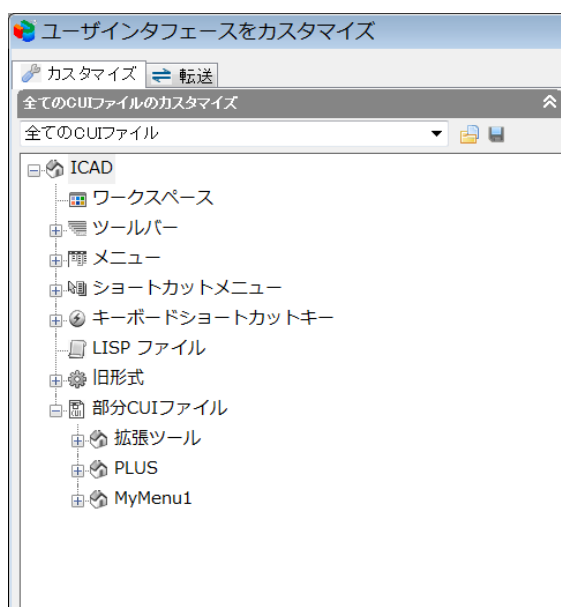 ユーザインタフェースをカスタマイズ
カスタマイズ 転送
全てのCUIファイルのカスタマイズ
全てのCUIファイル
ICAD
ワークスペース
ツールバー
メニュー
ショートカットメニュー
キーボードショートカットキー
LISP ファイル
旧形式
部分CUIファイル
拡張ツール
PLUS
MyMenu1